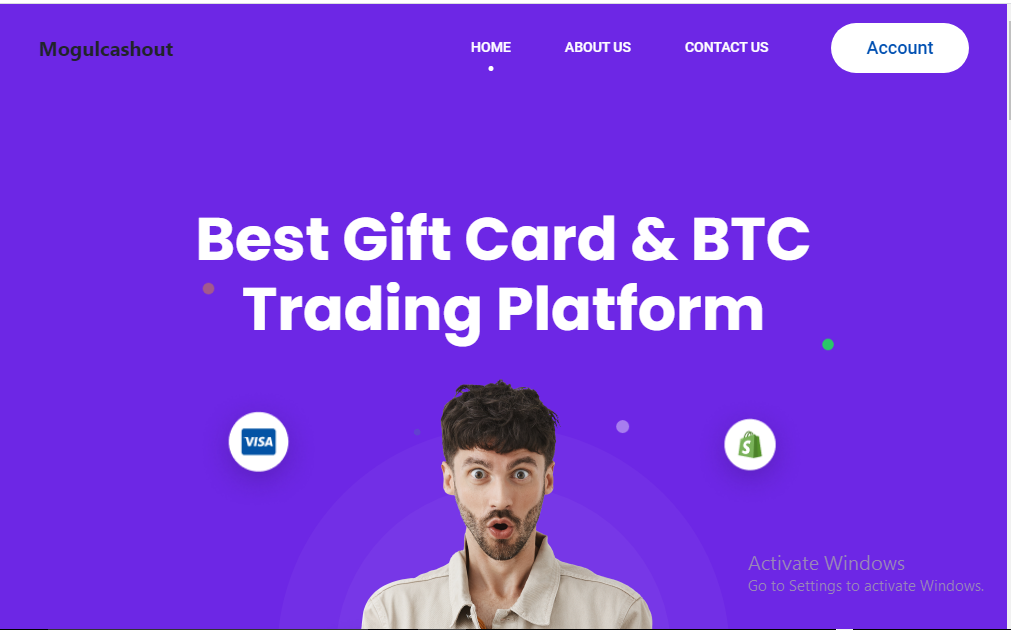 Mogulcashout
HOME
ABOUT US
CONTACT US
Account
Best Gift Card & BTC
Trading Platform
VISA
S
Activate Windows
Go to Settings to activate Windows.